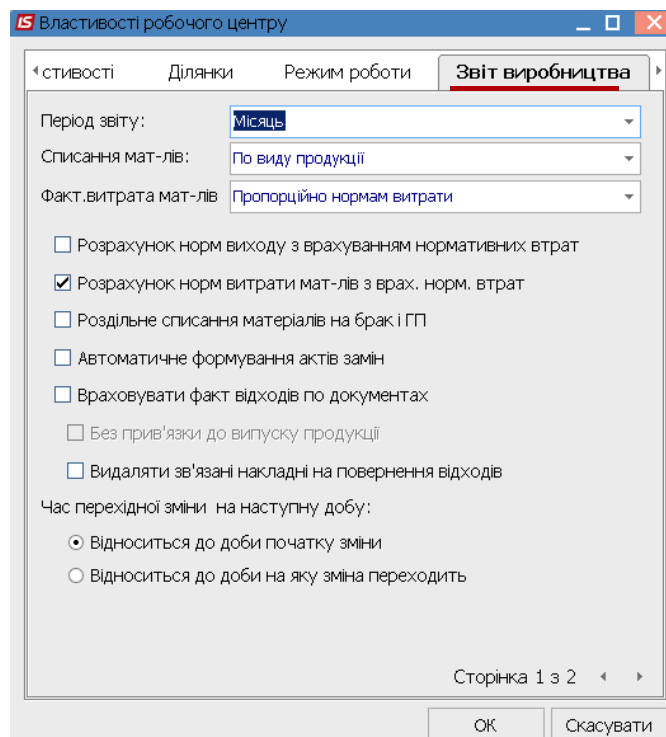 Властивості робочого центру
стивості Ділянки Режим роботи Звіт виробництва
Період звіту: Місяць
Списання мат-лів: По виду продукції
Факт.витрата мат-лів Пропорційно нормам витрати
Розрахунок норм виходу з врахуванням нормативних втрат
Розрахунок норм витрати мат-лів з врах. норм. втрат
Роздільне списання матеріалів на брак і ГП
Автоматичне формування актів замін
Враховувати факт відходів по документах
Без прив'язки до випуску продукції
Видаляти зв'язані накладні на повернення відходів
Час перехідної зміни на наступну добу:
Відноситься до доби початку зміни
Відноситься до доби на яку зміна переходить
Сторінка 1 з 2
ОК Скасувати